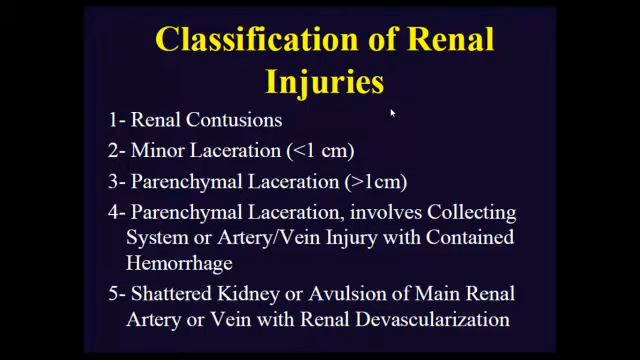 Classification of Renal
Injuries
1- Renal Contusions
2- Minor Laceration (<1 cm)
3- Parenchymal Laceration (>1cm)
4- Parenchymal Laceration, involves Collecting
System or Artery/Vein Injury with Contained
Hemorrhage
5- Shattered Kidney or Avulsion of Main Renal
Artery or Vein with Renal Devascularization